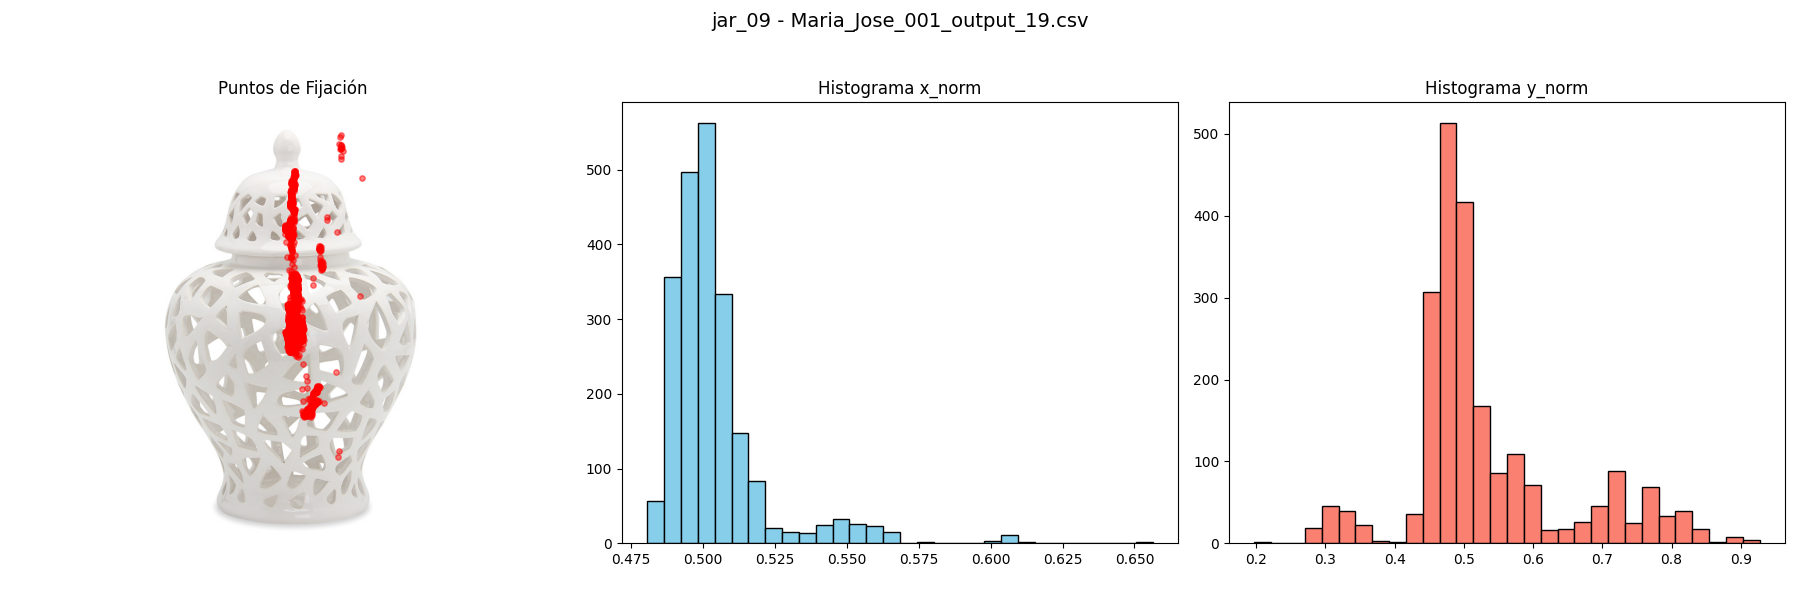 jar_09 - Maria_Jose_001_output_19.csv
Puntos de Fijación
Histograma x_norm
500
400
300
200
100
0
0.475 0.500 0.525 0.550 0.575 0.600 0.625 0.650
Histograma y_norm
500
400
300
200
100
0
0.2 0.3 0.4 0.5 0.6 0.7 0.8 0.9